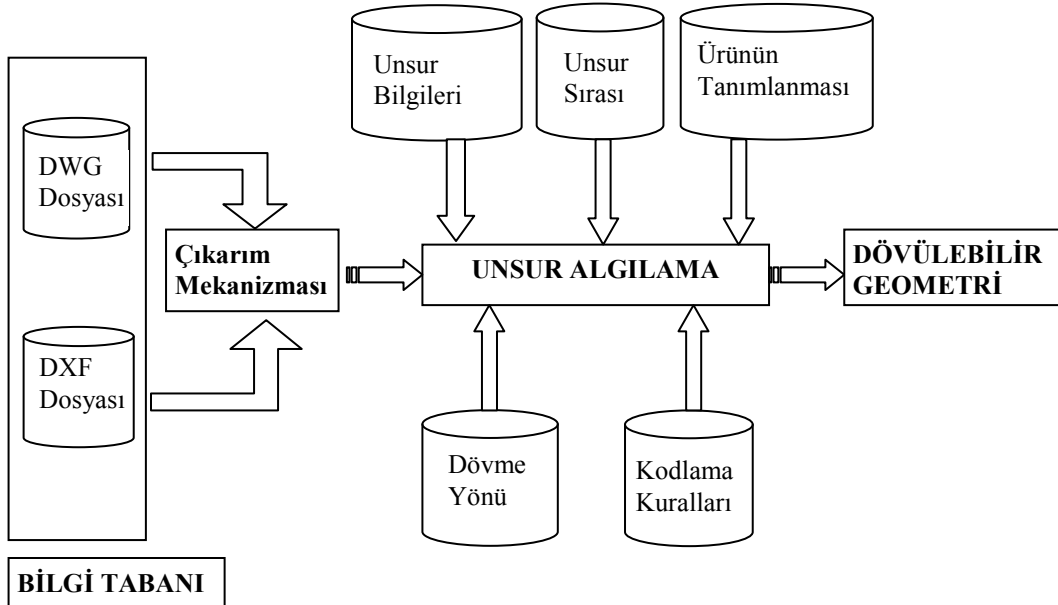 Unsur
Bilgileri
Unsur
Sırası
Ürünün
Tanımlanması
DWG
Dosyası
Çıkarım
Mekanizması
UNSUR ALGILAMA
DÖVÜLEBİLİR
GEOMETRİ
DXF
Dosyası
Dövme
Yönü
Kodlama
Kuralları
BİLGİ TABANI